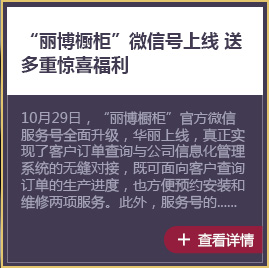 “丽博橱柜”微信号上线 送
多重惊喜福利
10月29日，“丽博橱柜”官方微信
服务号全面升级，华丽上线，真正实
现了客户订单查询与公司信息化管理
系统的无缝对接，既可面向客户查询
订单的生产进度，也方便预约安装和
维修两项服务。此外，服务号的......
+ 查看详情